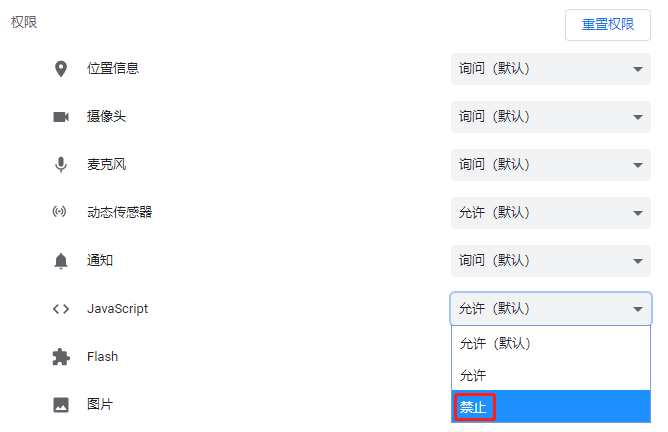 权限 重置权限
位置信息 询问（默认）
摄像头 询问（默认）
麦克风 询问（默认）
动态传感器 允许（默认）
通知 询问（默认）
JavaScript 允许（默认）
允许（默认）
Flash 允许
图片 禁止